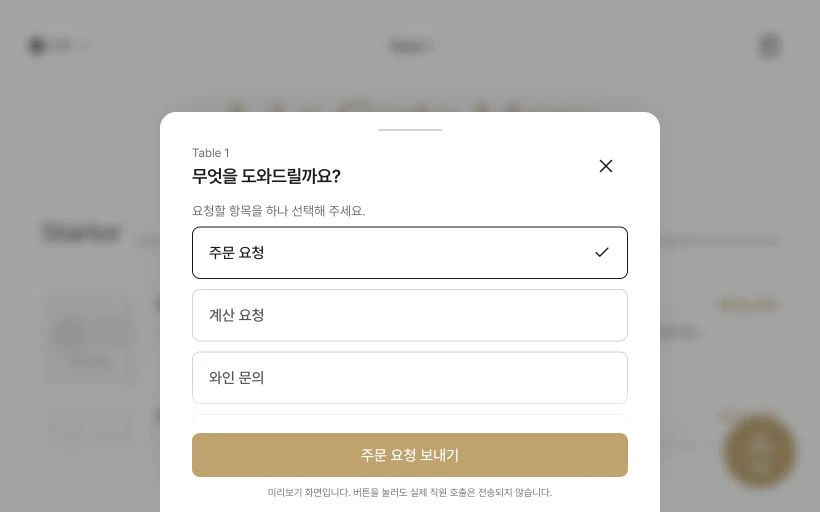 Table 1
Starter
Table 1
무엇을 도와드릴까요?
요청할 항목을 하나 선택해 주세요.
주문 요청
계산 요청
와인 문의
주문 요청 보내기
미리보기 화면입니다. 버튼을 눌러도 실제 직원 호출은 전송되지 않습니다.